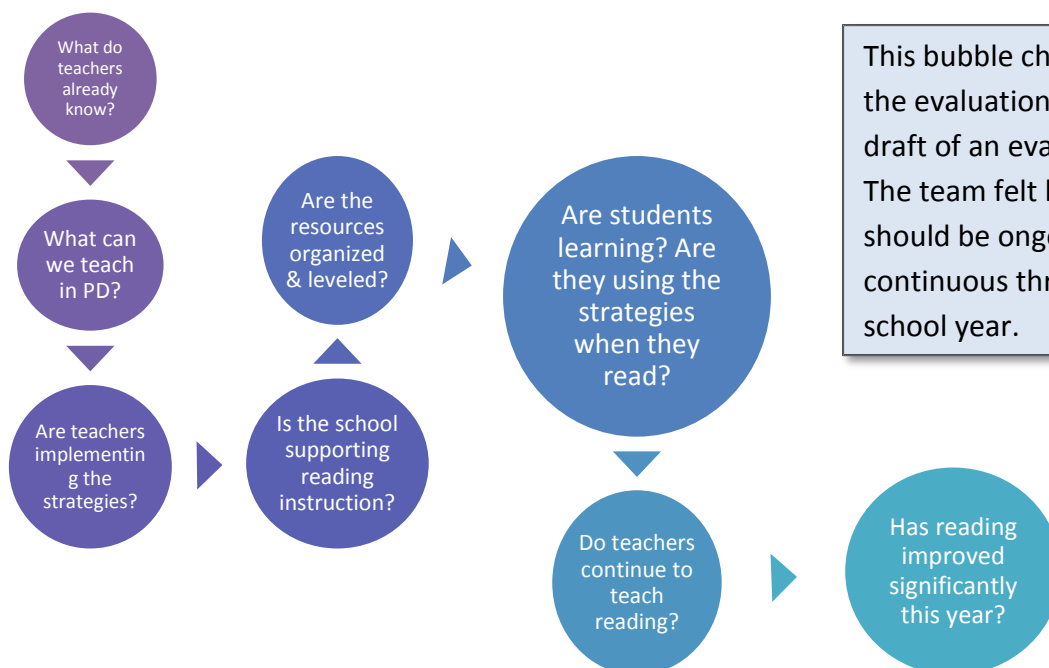 What do
teachers
already
know?
What can
we teach
in PD?
Are teachers
implementin
g the
strategies?
Is the school
supporting
reading
instruction?
Are the
resources
organized
& leveled?
Are students
learning? Are
they using the
strategies
when they
read?
Do teachers
continue to
teach
reading?
Has reading
improved
significantly
this year?
This bubble ch
the evaluation
draft of an eva
The team felt
should be ong
continuous thr
school year.